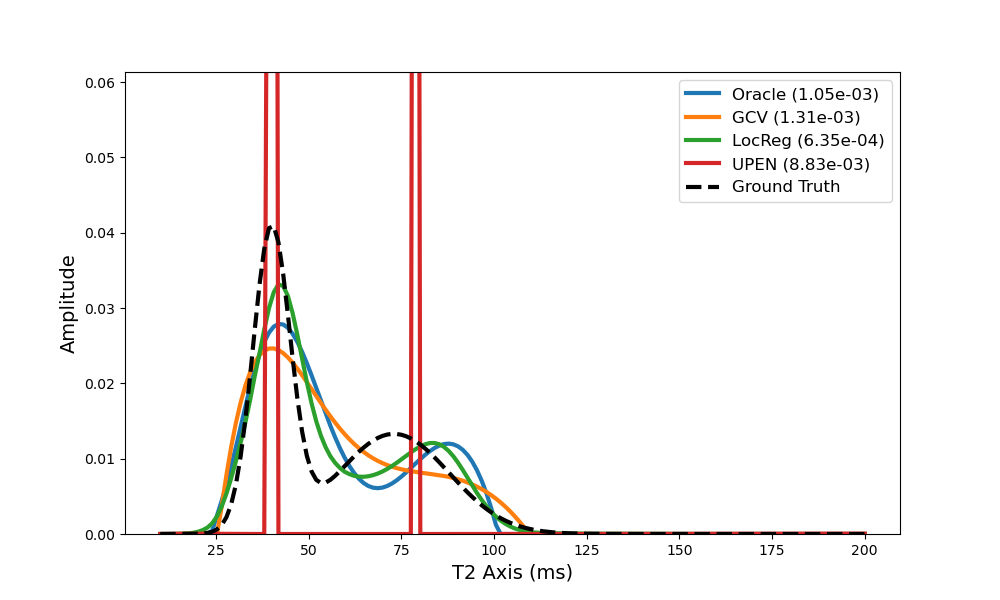 0.06
0.05
0.04
0.03
0.02
0.01
0.00
Amplitude
25
50
75
100
125
150
175
200
T2 Axis (ms)
Oracle (1.05e-03)
GCV (1.31e-03)
LocReg (6.35e-04)
UPEN (8.83e-03)
Ground Truth